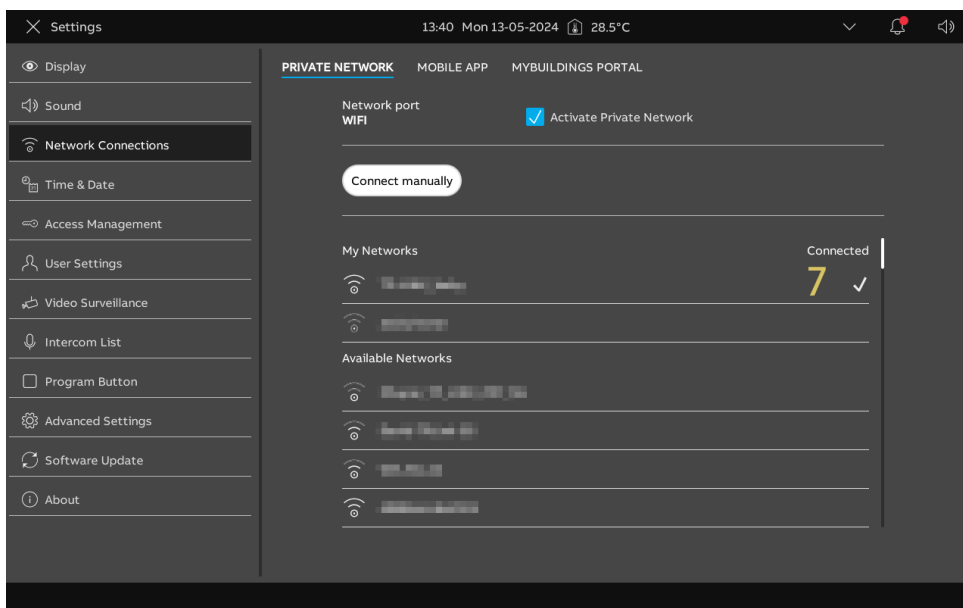 Settings
13:40 Mon 13-05-2024 28.5°C
Display
Sound
Network Connections
Time & Date
Access Management
User Settings
Video Surveillance
Intercom List
Program Button
Advanced Settings
Software Update
About
PRIVATE NETWORK MOBILE APP MYBUILDINGS PORTAL
Network port
WIFI
Activate Private Network
Connect manually
My Networks Connected
7
Available Networks